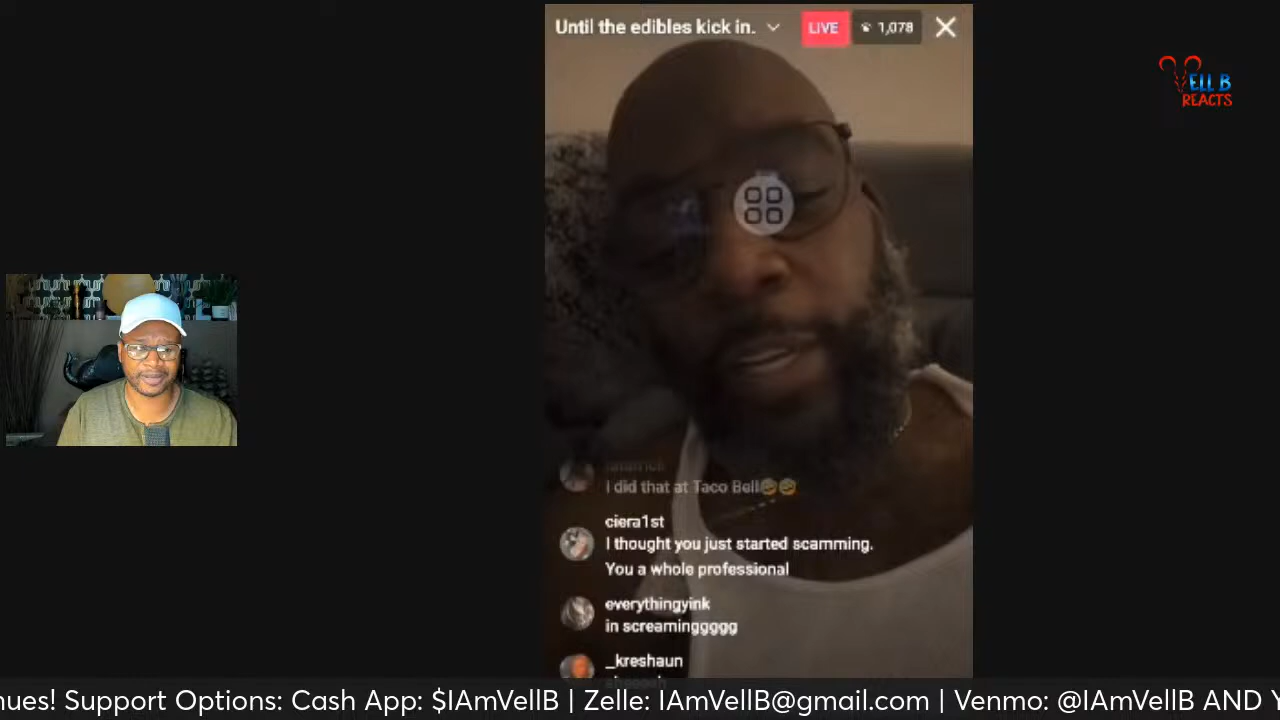 Until the edibles kick in.
LIVE
1,078
VELL B
REACTS
I did that at Taco Bell🤣🤣
ciera1st
I thought you just started scamming.
You a whole professional
everythingyink
in screaminggggg
_kreshaun
nues! Support Options: Cash App: $IAmVellB | Zelle: IAmVellB@gmail.com | Venmo: @IAmVellB AND Y